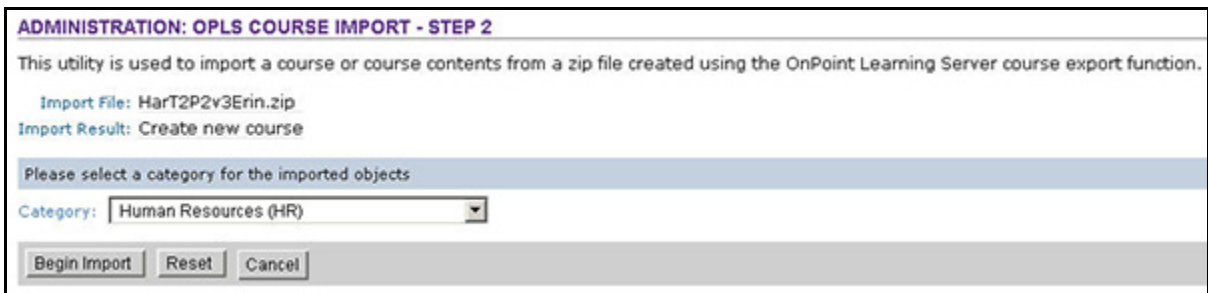 ADMINISTRATION: OPLS COURSE IMPORT - STEP 2
This utility is used to import a course or course contents from a zip file created using the OnPoint Learning Server course export function.
Import File: HarT2P2v3Erin.zip
Import Result: Create new course
Please select a category for the imported objects
Category: Human Resources (HR)
Begin Import Reset Cancel